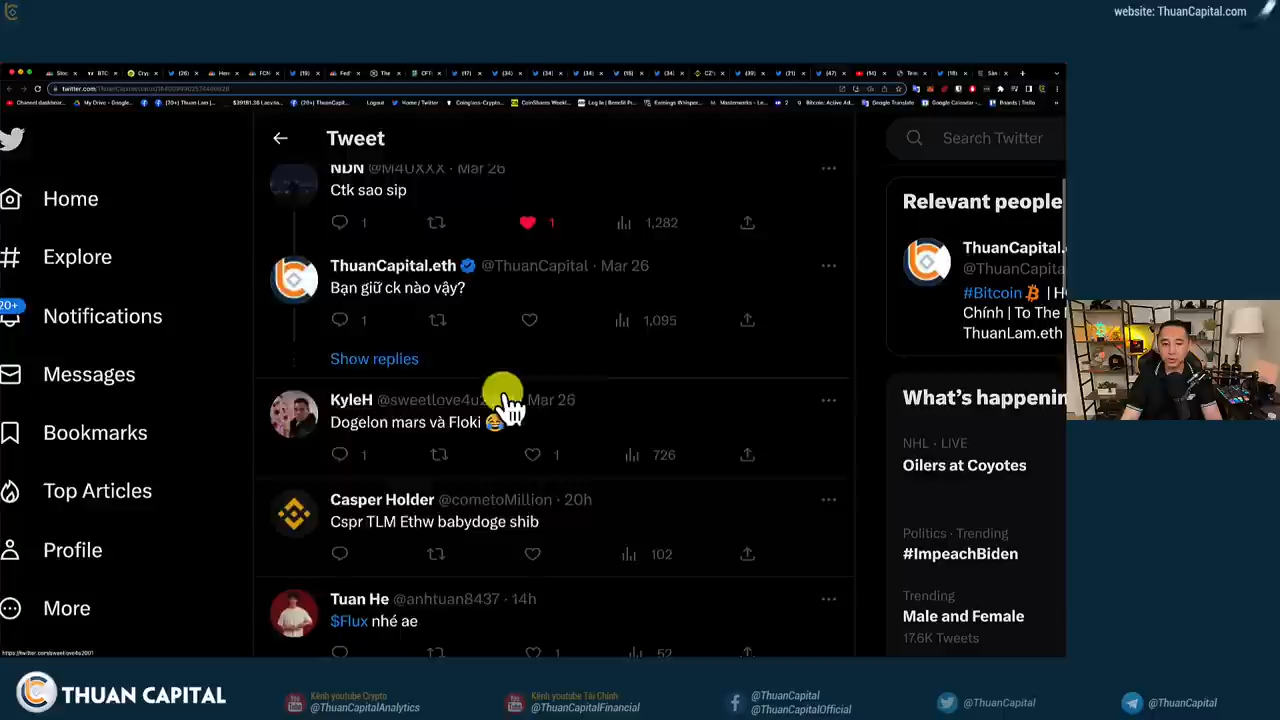 website: ThuanCapital.com
Tweet
Search Twitter
NDN @M4UXXX · Mar 26
Ctk sao sip
1
1
1,282
ThuanCapital.eth @ThuanCapital · Mar 26
Bạn giữ ck nào vậy?
1
1,095
Show replies
KyleH @sweetlove4u2 Mar 26
Dogelon mars và Floki 😂
1
1
726
Casper Holder @cometoMillion · 20h
Cspr TLM Ethw babydoge shib
102
Tuan He @anhtuan8437 · 14h
$Flux nhé ae
1
52
Home
Explore
20+
Notifications
Messages
Bookmarks
Top Articles
Profile
More
Relevant people
ThuanCapital.
@ThuanCapita
#Bitcoin | H
Chính | To The
ThuanLam.eth
What's happenin
NHL · LIVE
Oilers at Coyotes
Politics · Trending
#ImpeachBiden
Trending
Male and Female
17.6K Tweets
THUAN CAPITAL
Kênh youtube Crypto
@ThuanCapitalAnalytics
Kênh youtube Tài Chính
@ThuanCapitalFinancial
@ThuanCapital
@ThuanCapitalOfficial
@ThuanCapital
@ThuanCapital